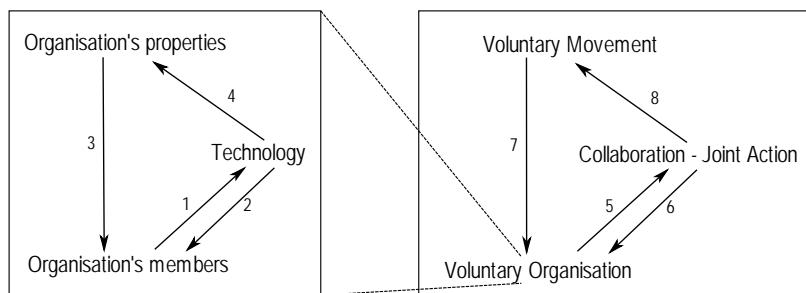 Organisation's properties
4
3
Technology
1
2
Organisation's members
Voluntary Movement
8
7
Collaboration - Joint Action
5
6
Voluntary Organisation